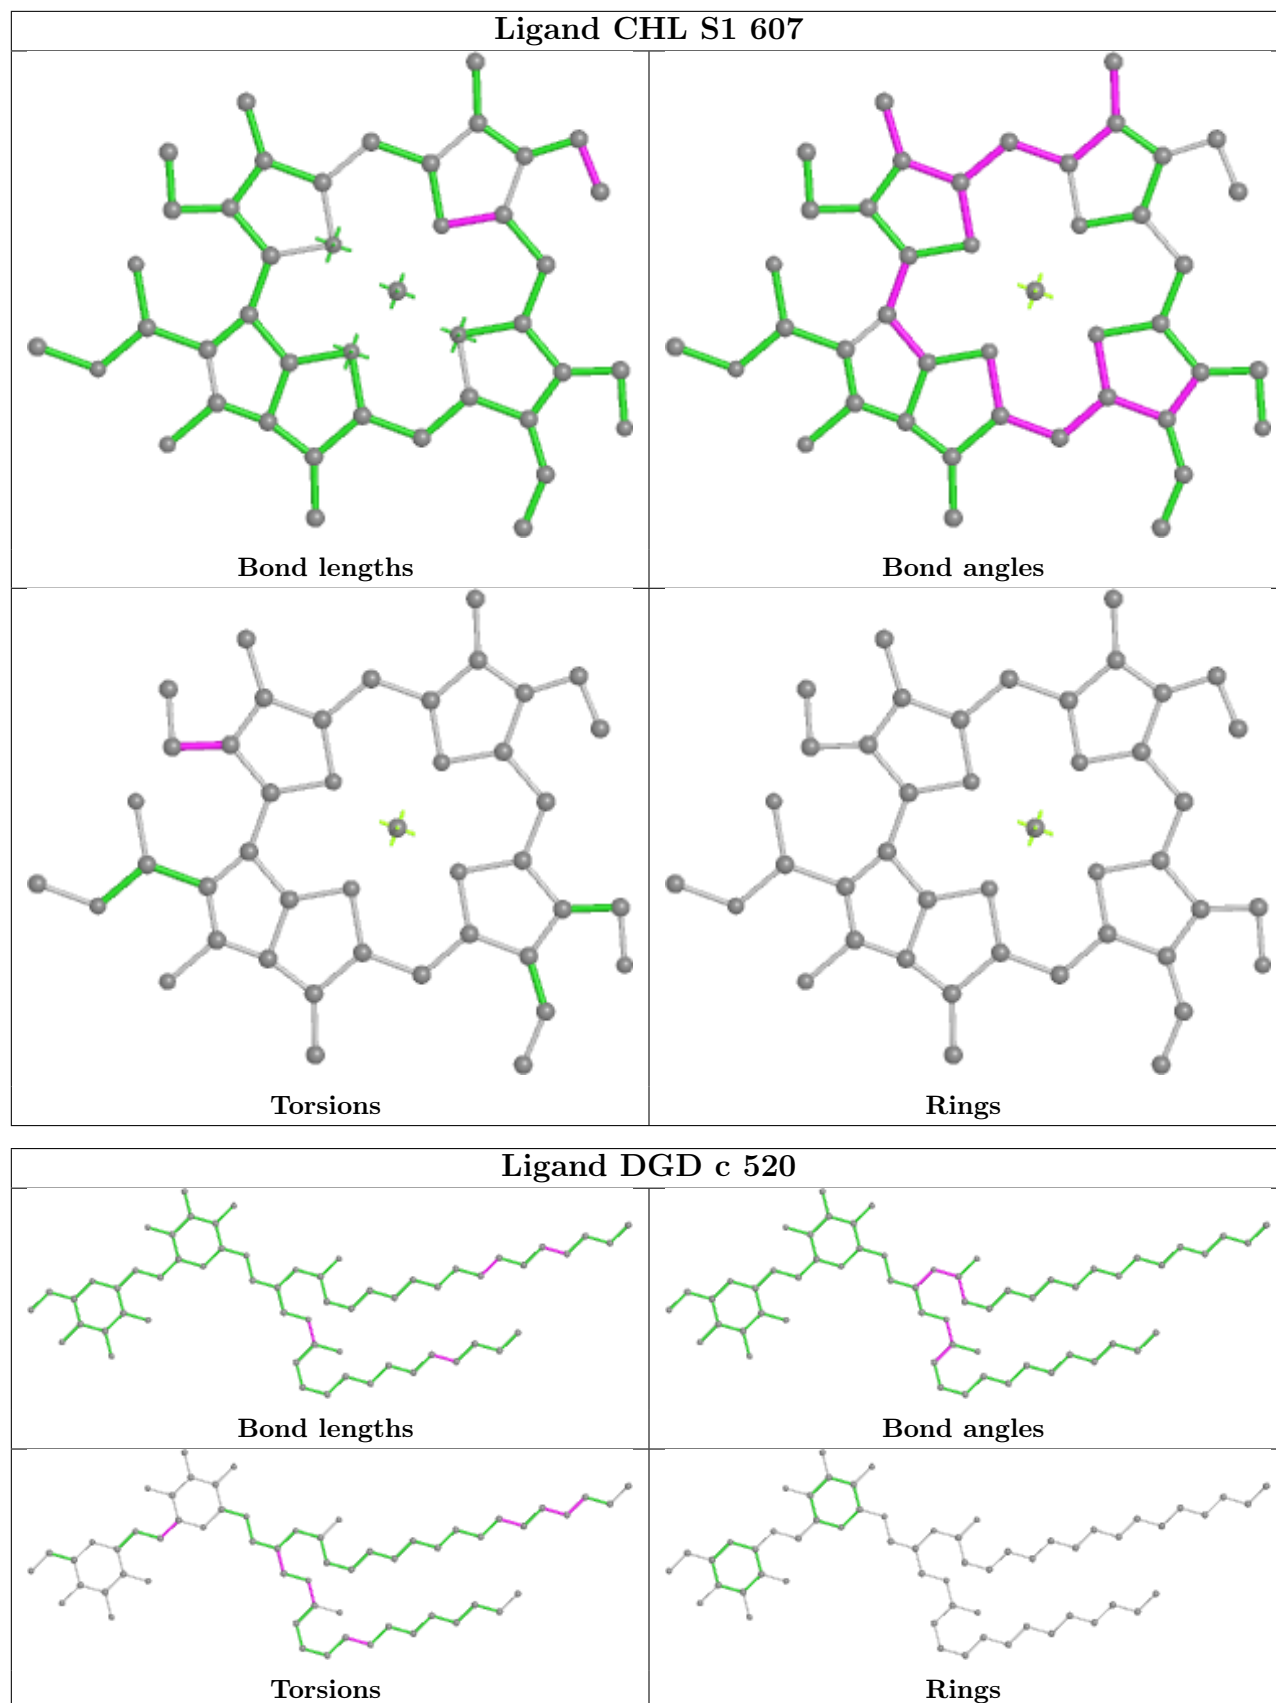 Ligand CHL S1 607
Bond lengths
Bond angles
Torsions
Rings
Ligand DGD c 520
Bond lengths
Bond angles
Torsions
Rings